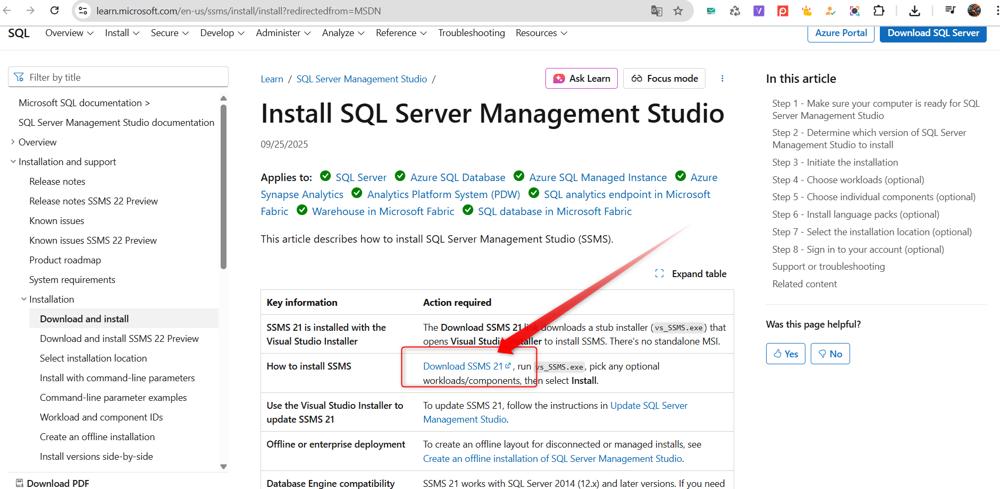 learn.microsoft.com/en-us/ssms/install/install?redirectedfrom=MSDN
SQL Overview Install Secure Develop Administer Analyze Reference Troubleshooting Resources Azure Portal Download SQL Server
Filter by title
Microsoft SQL documentation >
SQL Server Management Studio documentation
Overview
Installation and support
Release notes
Release notes SSMS 22 Preview
Known issues
Known issues SSMS 22 Preview
Product roadmap
System requirements
Installation
Download and install
Download and install SSMS 22 Preview
Select installation location
Install with command-line parameters
Command-line parameter examples
Workload and component IDs
Create an offline installation
Install versions side-by-side
Download PDF
Learn / SQL Server Management Studio /
Ask Learn Focus mode
Install SQL Server Management Studio
09/25/2025
Applies to: SQL Server Azure SQL Database Azure SQL Managed Instance Azure
Synapse Analytics Analytics Platform System (PDW) SQL analytics endpoint in Microsoft
Fabric Warehouse in Microsoft Fabric SQL database in Microsoft Fabric
This article describes how to install SQL Server Management Studio (SSMS).
Expand table
Key information Action required
SSMS 21 is installed with the
Visual Studio Installer
The Download SSMS 21 link downloads a stub installer (vs_SSMS.exe) that
opens Visual Studio Installer to install SSMS. There's no standalone MSI.
How to install SSMS
Download SSMS 21, run vs_SSMS.exe, pick any optional
workloads/components, then select Install.
Use the Visual Studio Installer to
update SSMS 21
To update SSMS 21, follow the instructions in Update SQL Server
Management Studio.
Offline or enterprise deployment
To create an offline layout for disconnected or managed installs, see
Create an offline installation of SQL Server Management Studio.
Database Engine compatibility
SSMS 21 works with SQL Server 2014 (12.x) and later versions. If you need
In this article
Step 1 - Make sure your computer is ready for SQL
Server Management Studio
Step 2 - Determine which version of SQL Server
Management Studio to install
Step 3 - Initiate the installation
Step 4 - Choose workloads (optional)
Step 5 - Choose individual components (optional)
Step 6 - Install language packs (optional)
Step 7 - Select the installation location (optional)
Step 8 - Sign in to your account (optional)
Support or troubleshooting
Related content
Was this page helpful?
Yes No